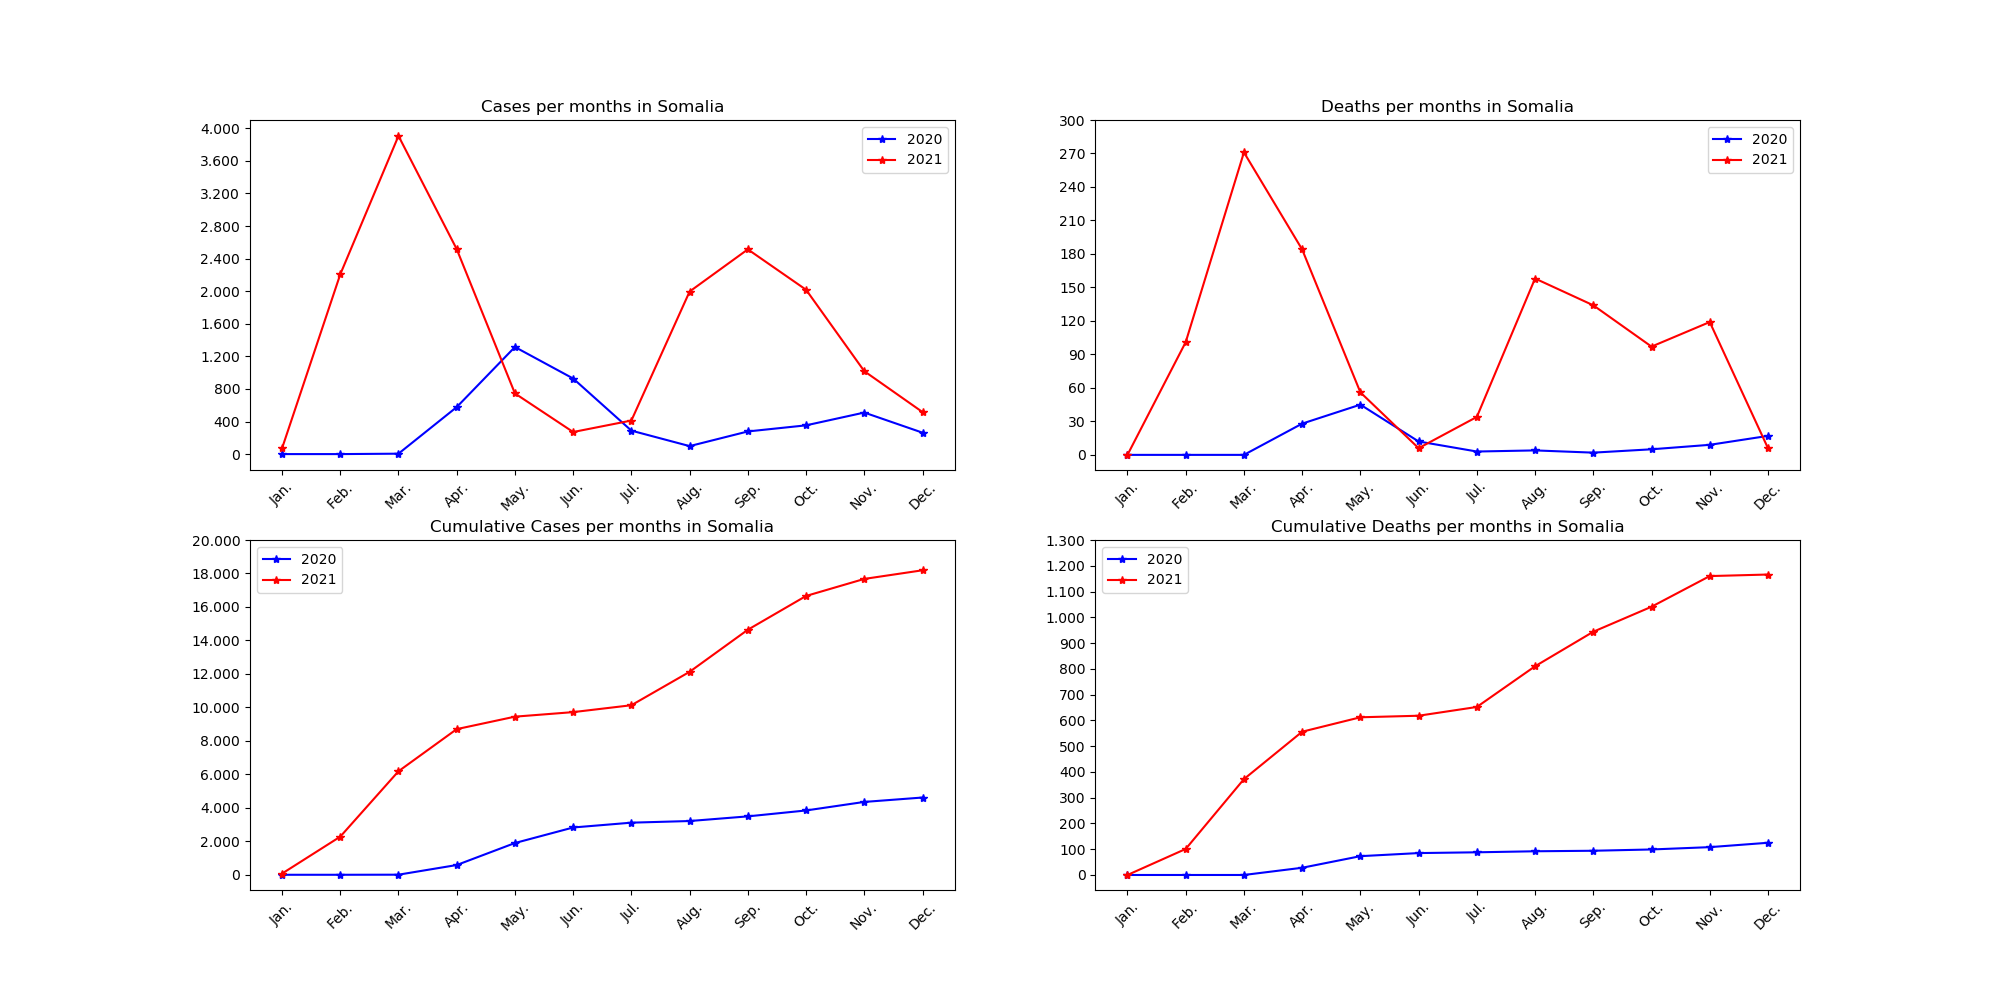 Cases per months in Somalia
4.000
3.600
3.200
2.800
2.400
2.000
1.600
1.200
800
400
0
2020
2021
Jan.
Feb.
Mar.
Apr.
May.
Jun.
Jul.
Aug.
Sep.
Oct.
Nov.
Dec.
Deaths per months in Somalia
300
270
240
210
180
150
120
90
60
30
0
2020
2021
Jan.
Feb.
Mar.
Apr.
May.
Jun.
Jul.
Aug.
Sep.
Oct.
Nov.
Dec.
Cumulative Cases per months in Somalia
20.000
18.000
16.000
14.000
12.000
10.000
8.000
6.000
4.000
2.000
0
2020
2021
Jan.
Feb.
Mar.
Apr.
May.
Jun.
Jul.
Aug.
Sep.
Oct.
Nov.
Dec.
Cumulative Deaths per months in Somalia
1.300
1.200
1.100
1.000
900
800
700
600
500
400
300
200
100
0
2020
2021
Jan.
Feb.
Mar.
Apr.
May.
Jun.
Jul.
Aug.
Sep.
Oct.
Nov.
Dec.